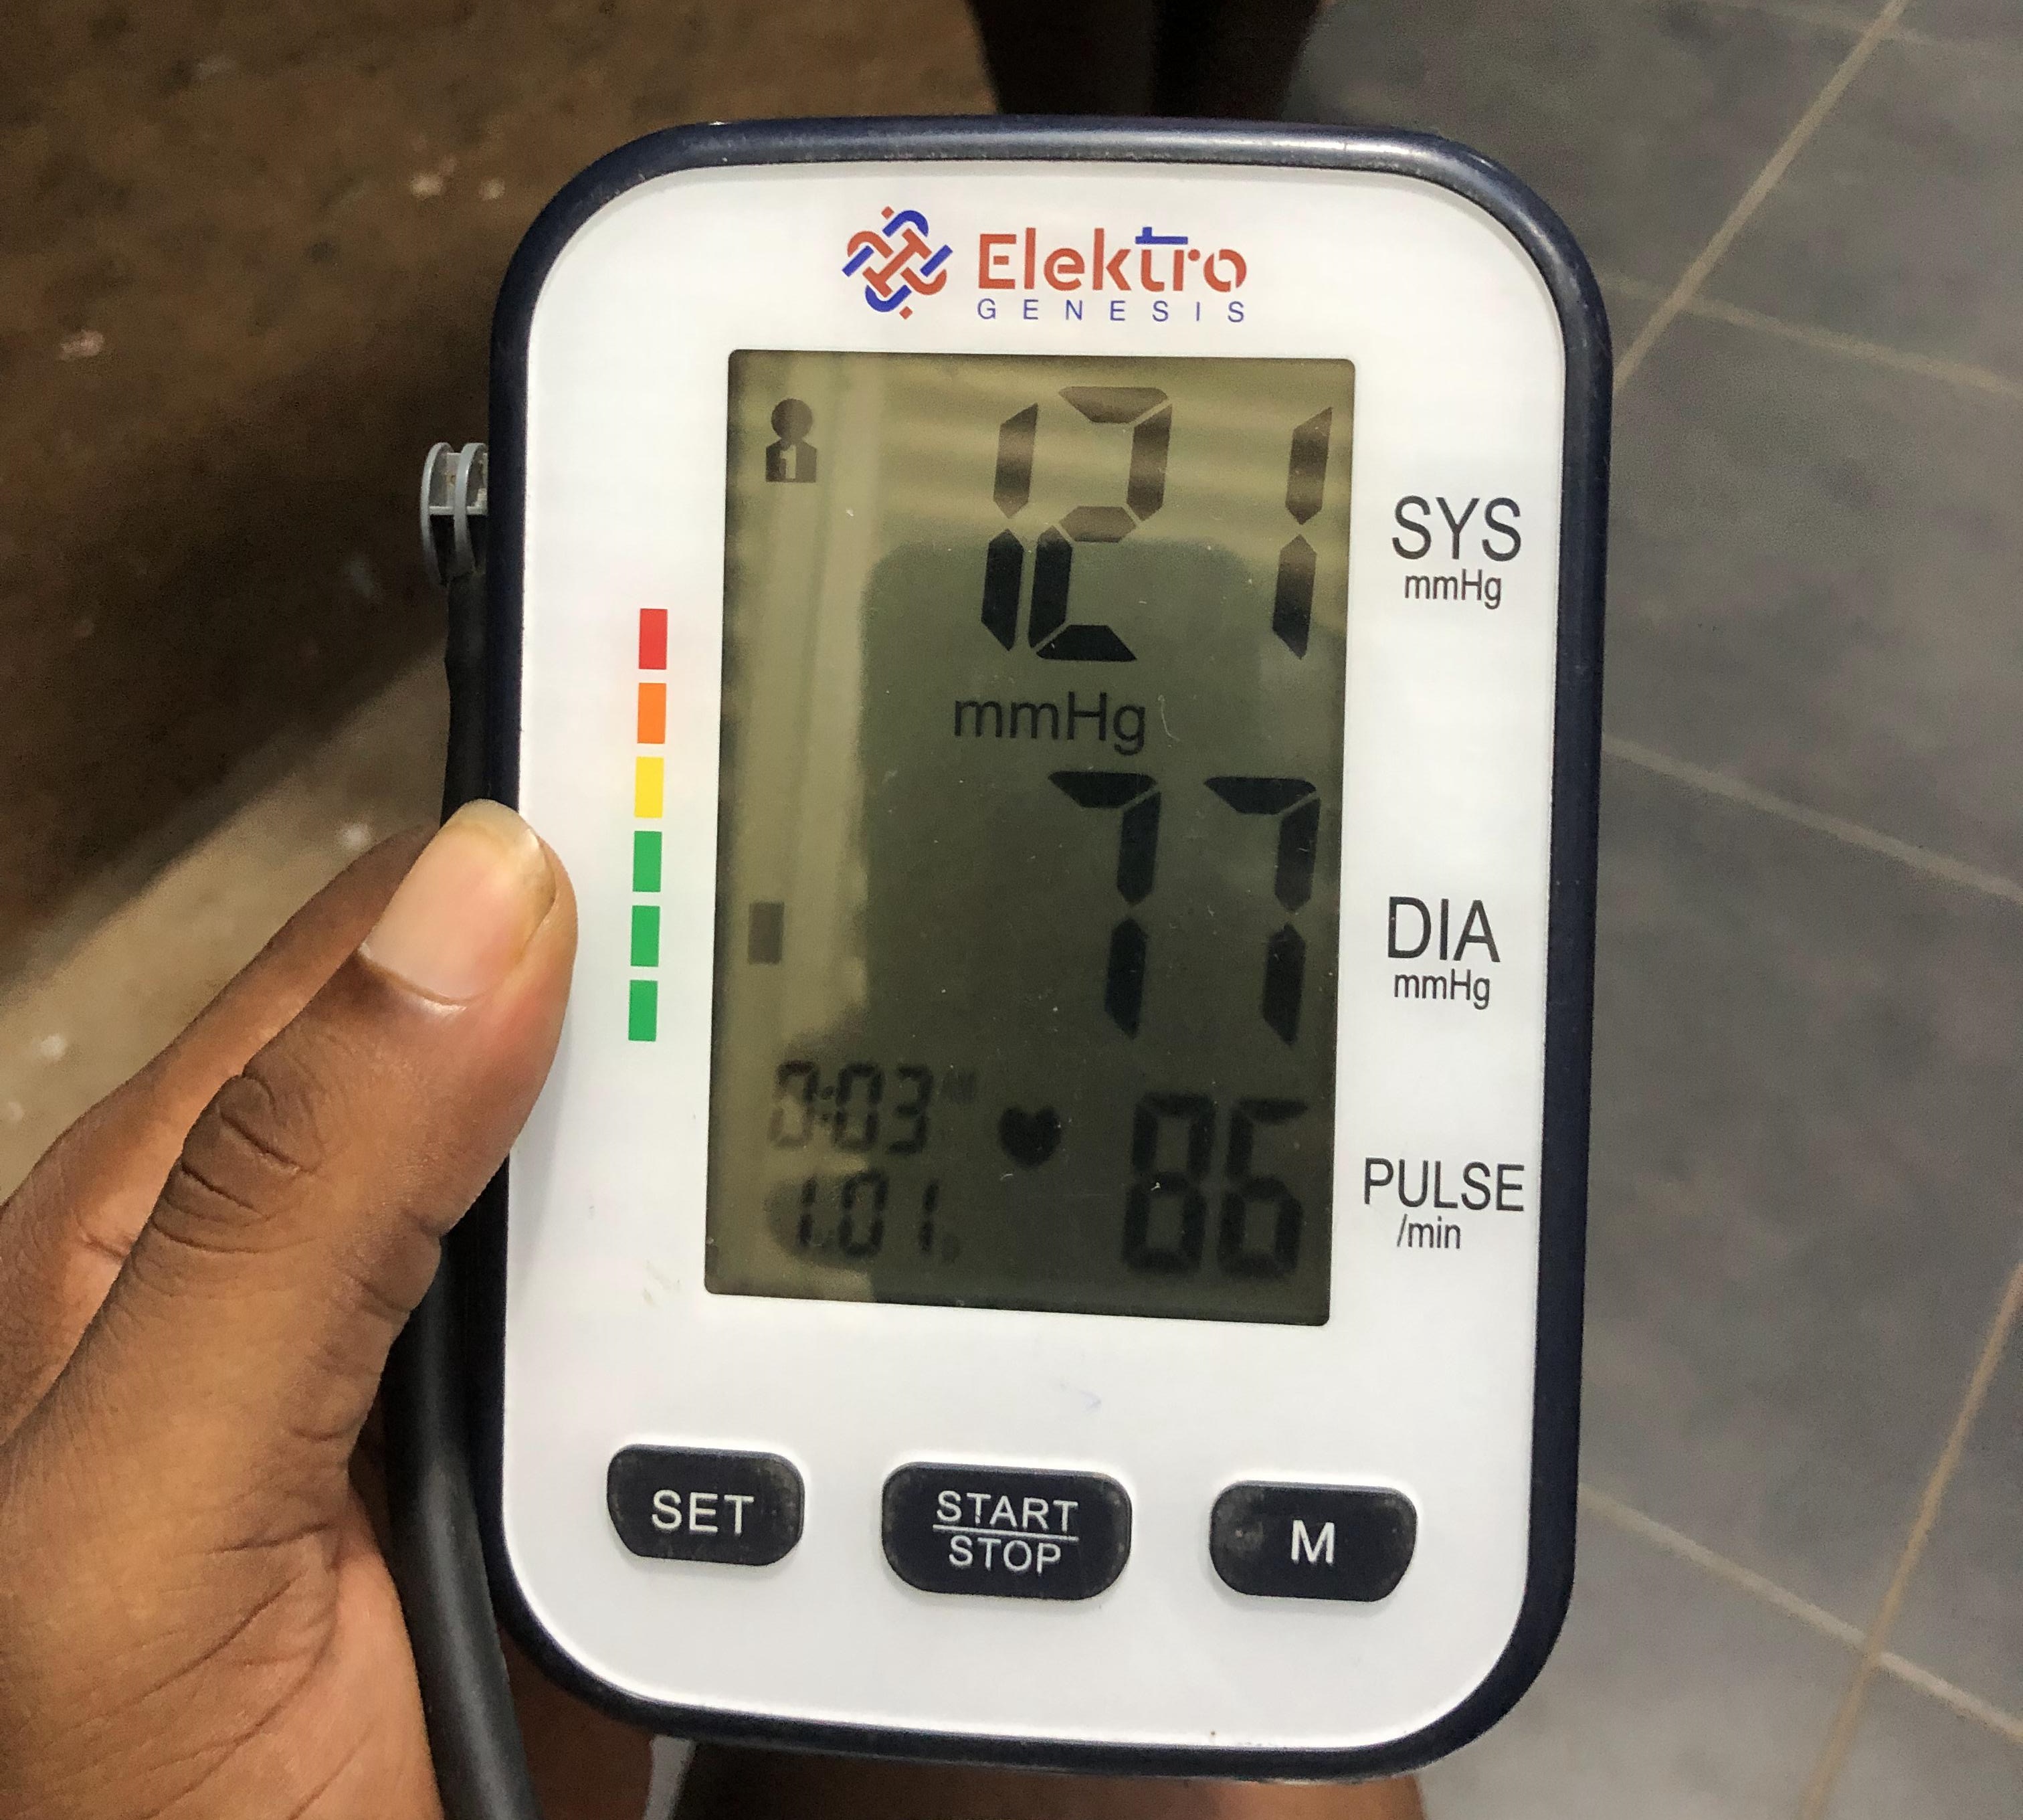 Elektro
GENESIS
1
121
SYS
mmHg
mmHg
77
DIA
mmHg
0:03
1.01
86
PULSE
/min
SET
START
STOP
M